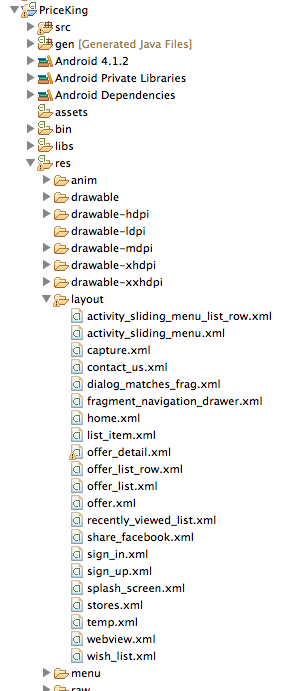 PriceKing
src
gen [Generated Java Files]
Android 4.1.2
Android Private Libraries
Android Dependencies
assets
bin
libs
res
anim
drawable
drawable-hdpi
drawable-ldpi
drawable-mdpi
drawable-xhdpi
drawable-xxhdpi
layout
activity_sliding_menu_list_row.xml
activity_sliding_menu.xml
capture.xml
contact_us.xml
dialog_matches_frag.xml
fragment_navigation_drawer.xml
home.xml
list_item.xml
offer_detail.xml
offer_list_row.xml
offer_list.xml
offer.xml
recently_viewed_list.xml
share_facebook.xml
sign_in.xml
sign_up.xml
splash_screen.xml
stores.xml
temp.xml
webview.xml
wish_list.xml
menu
raw